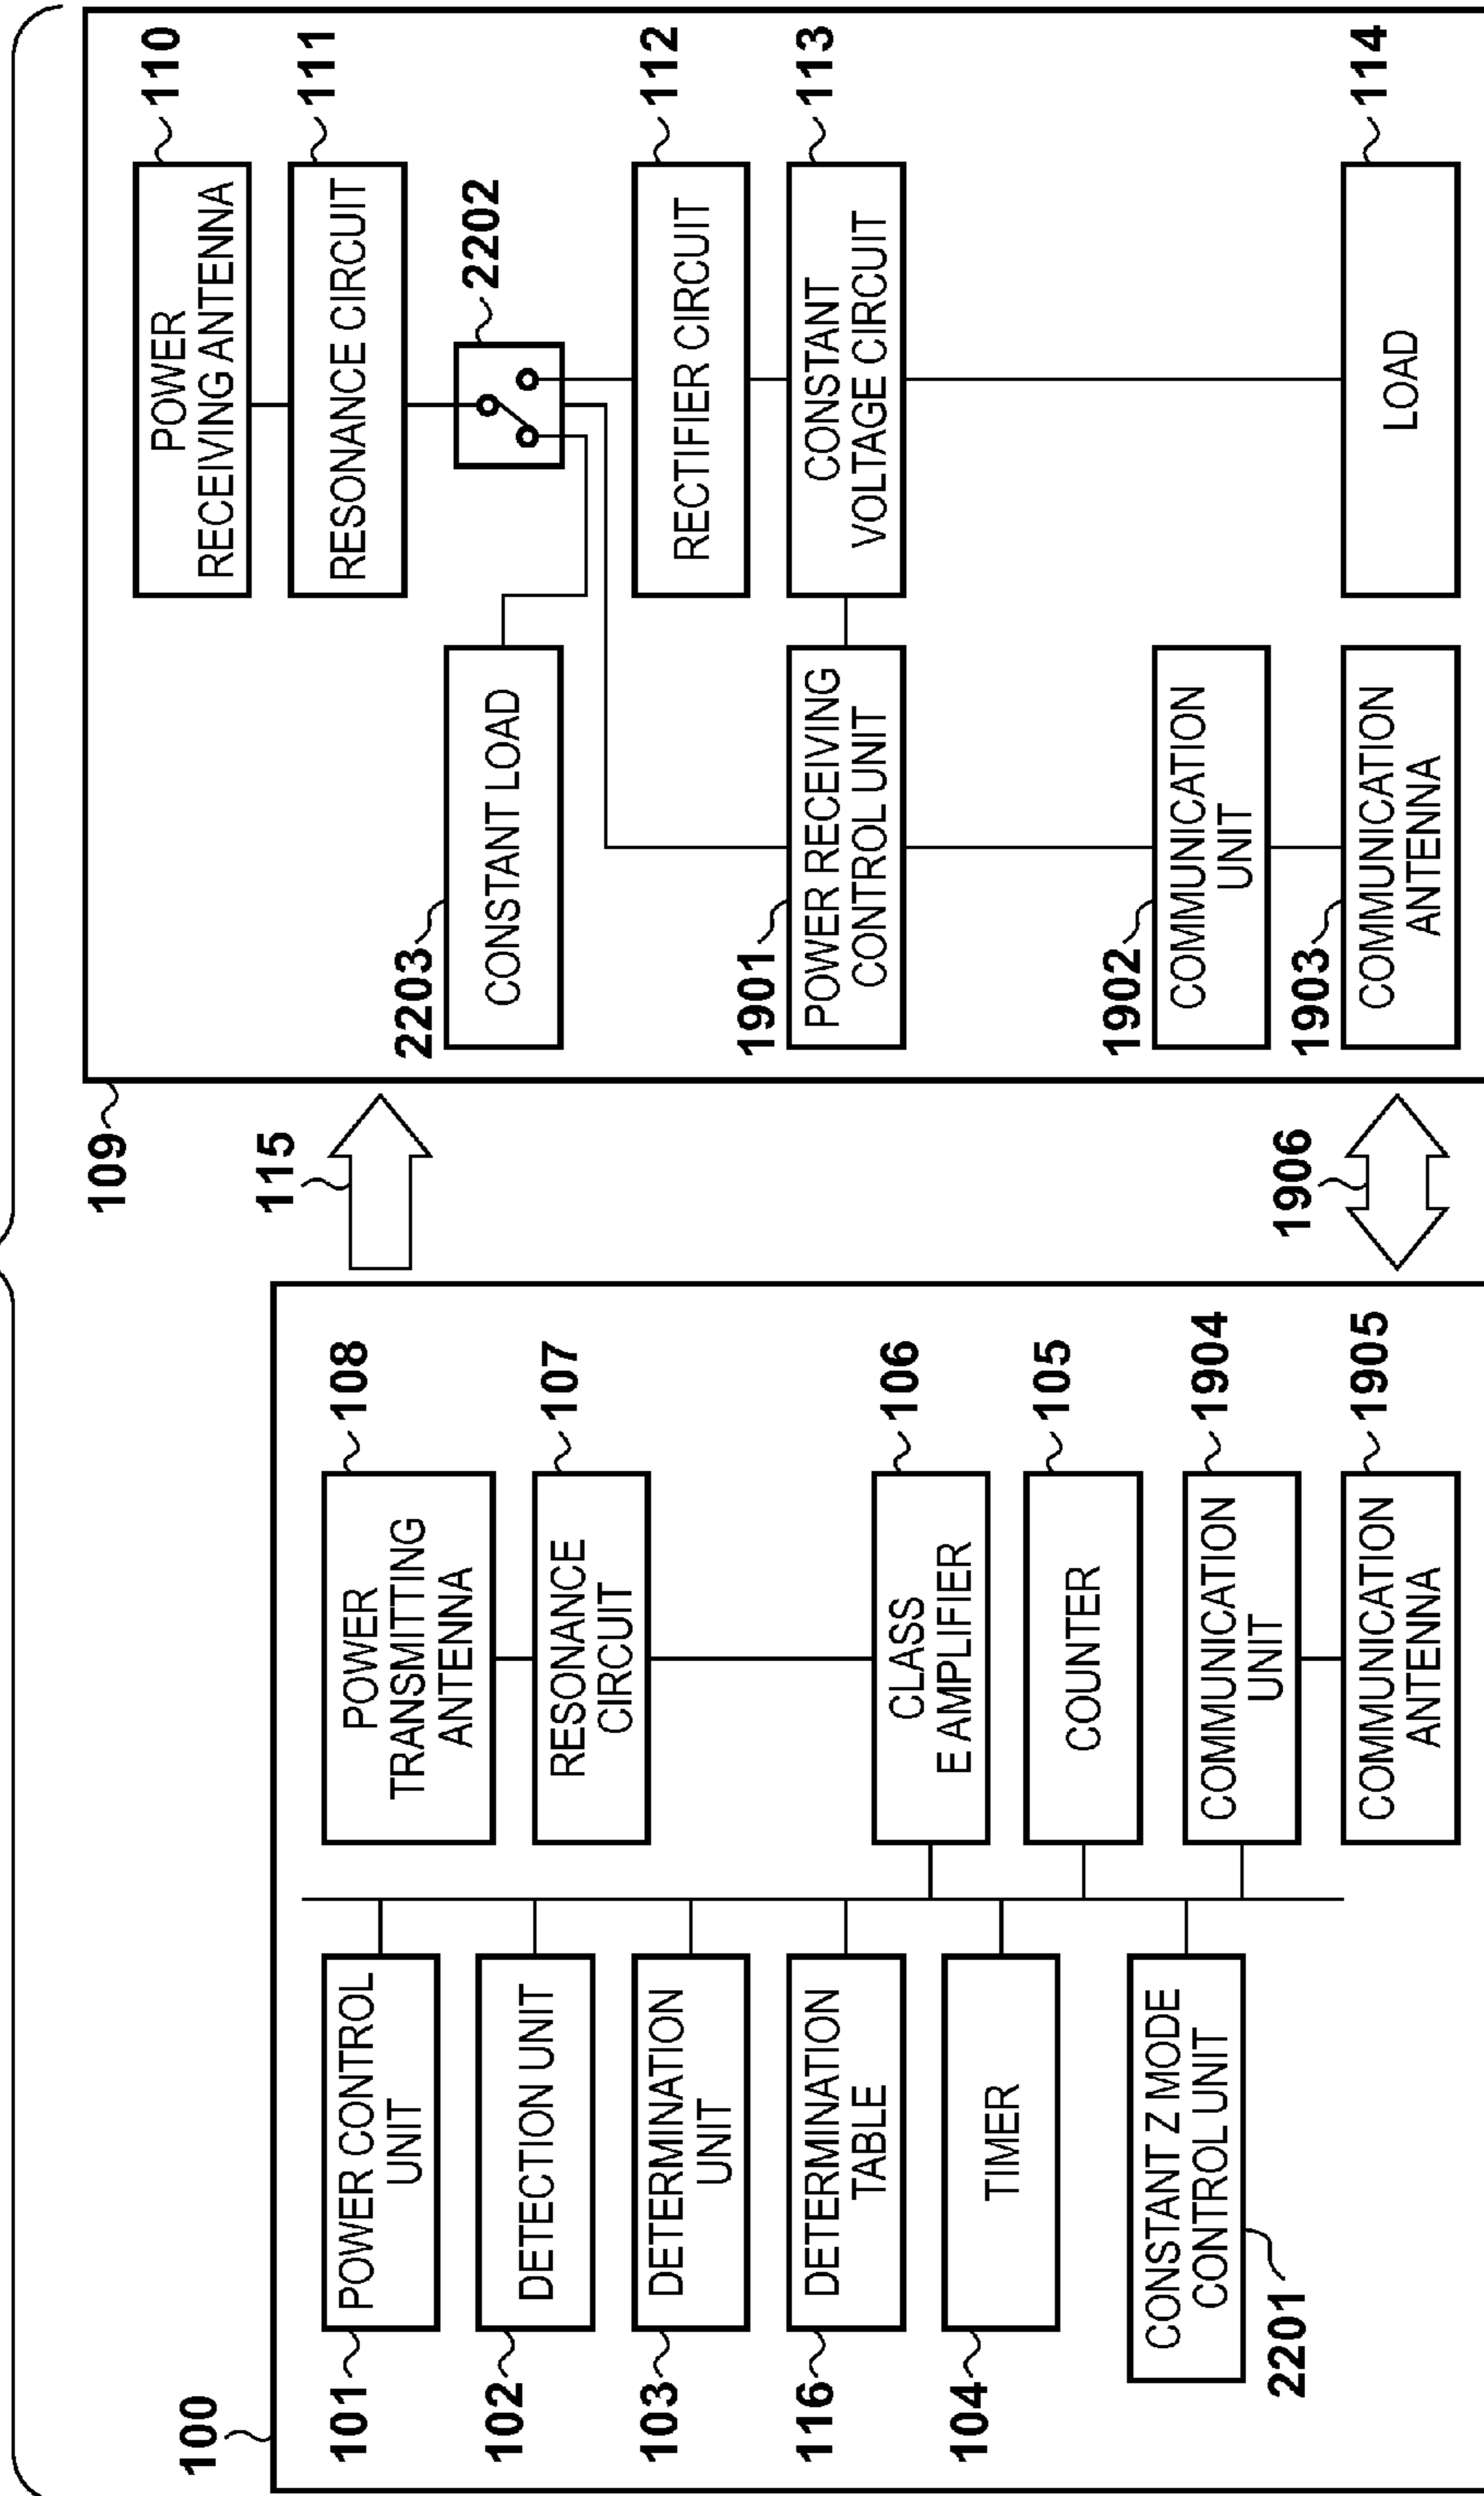 100
101
POWER CONTROL
UNIT
102
DETECTION UNIT
103
DETERMINATION
UNIT
116
DETERMINATION
TABLE
104
TIMER
CONSTANT Z MODE
CONTROL UNIT
2201
POWER
TRANSMITTING
ANTENNA
108
RESONANCE
CIRCUIT
107
CLASS
E AMPLIFIER
106
COUNTER
105
COMMUNICATION
UNIT
1904
COMMUNICATION
ANTENNA
1905
109
115
1906
2203
CONSTANT LOAD
1901
POWER RECEIVING
CONTROL UNIT
1902
COMMUNICATION
UNIT
1903
COMMUNICATION
ANTENNA
POWER
RECEIVING ANTENNA
110
RESONANCE CIRCUIT
111
2202
RECTIFIER CIRCUIT
112
CONSTANT
VOLTAGE CIRCUIT
113
LOAD
114